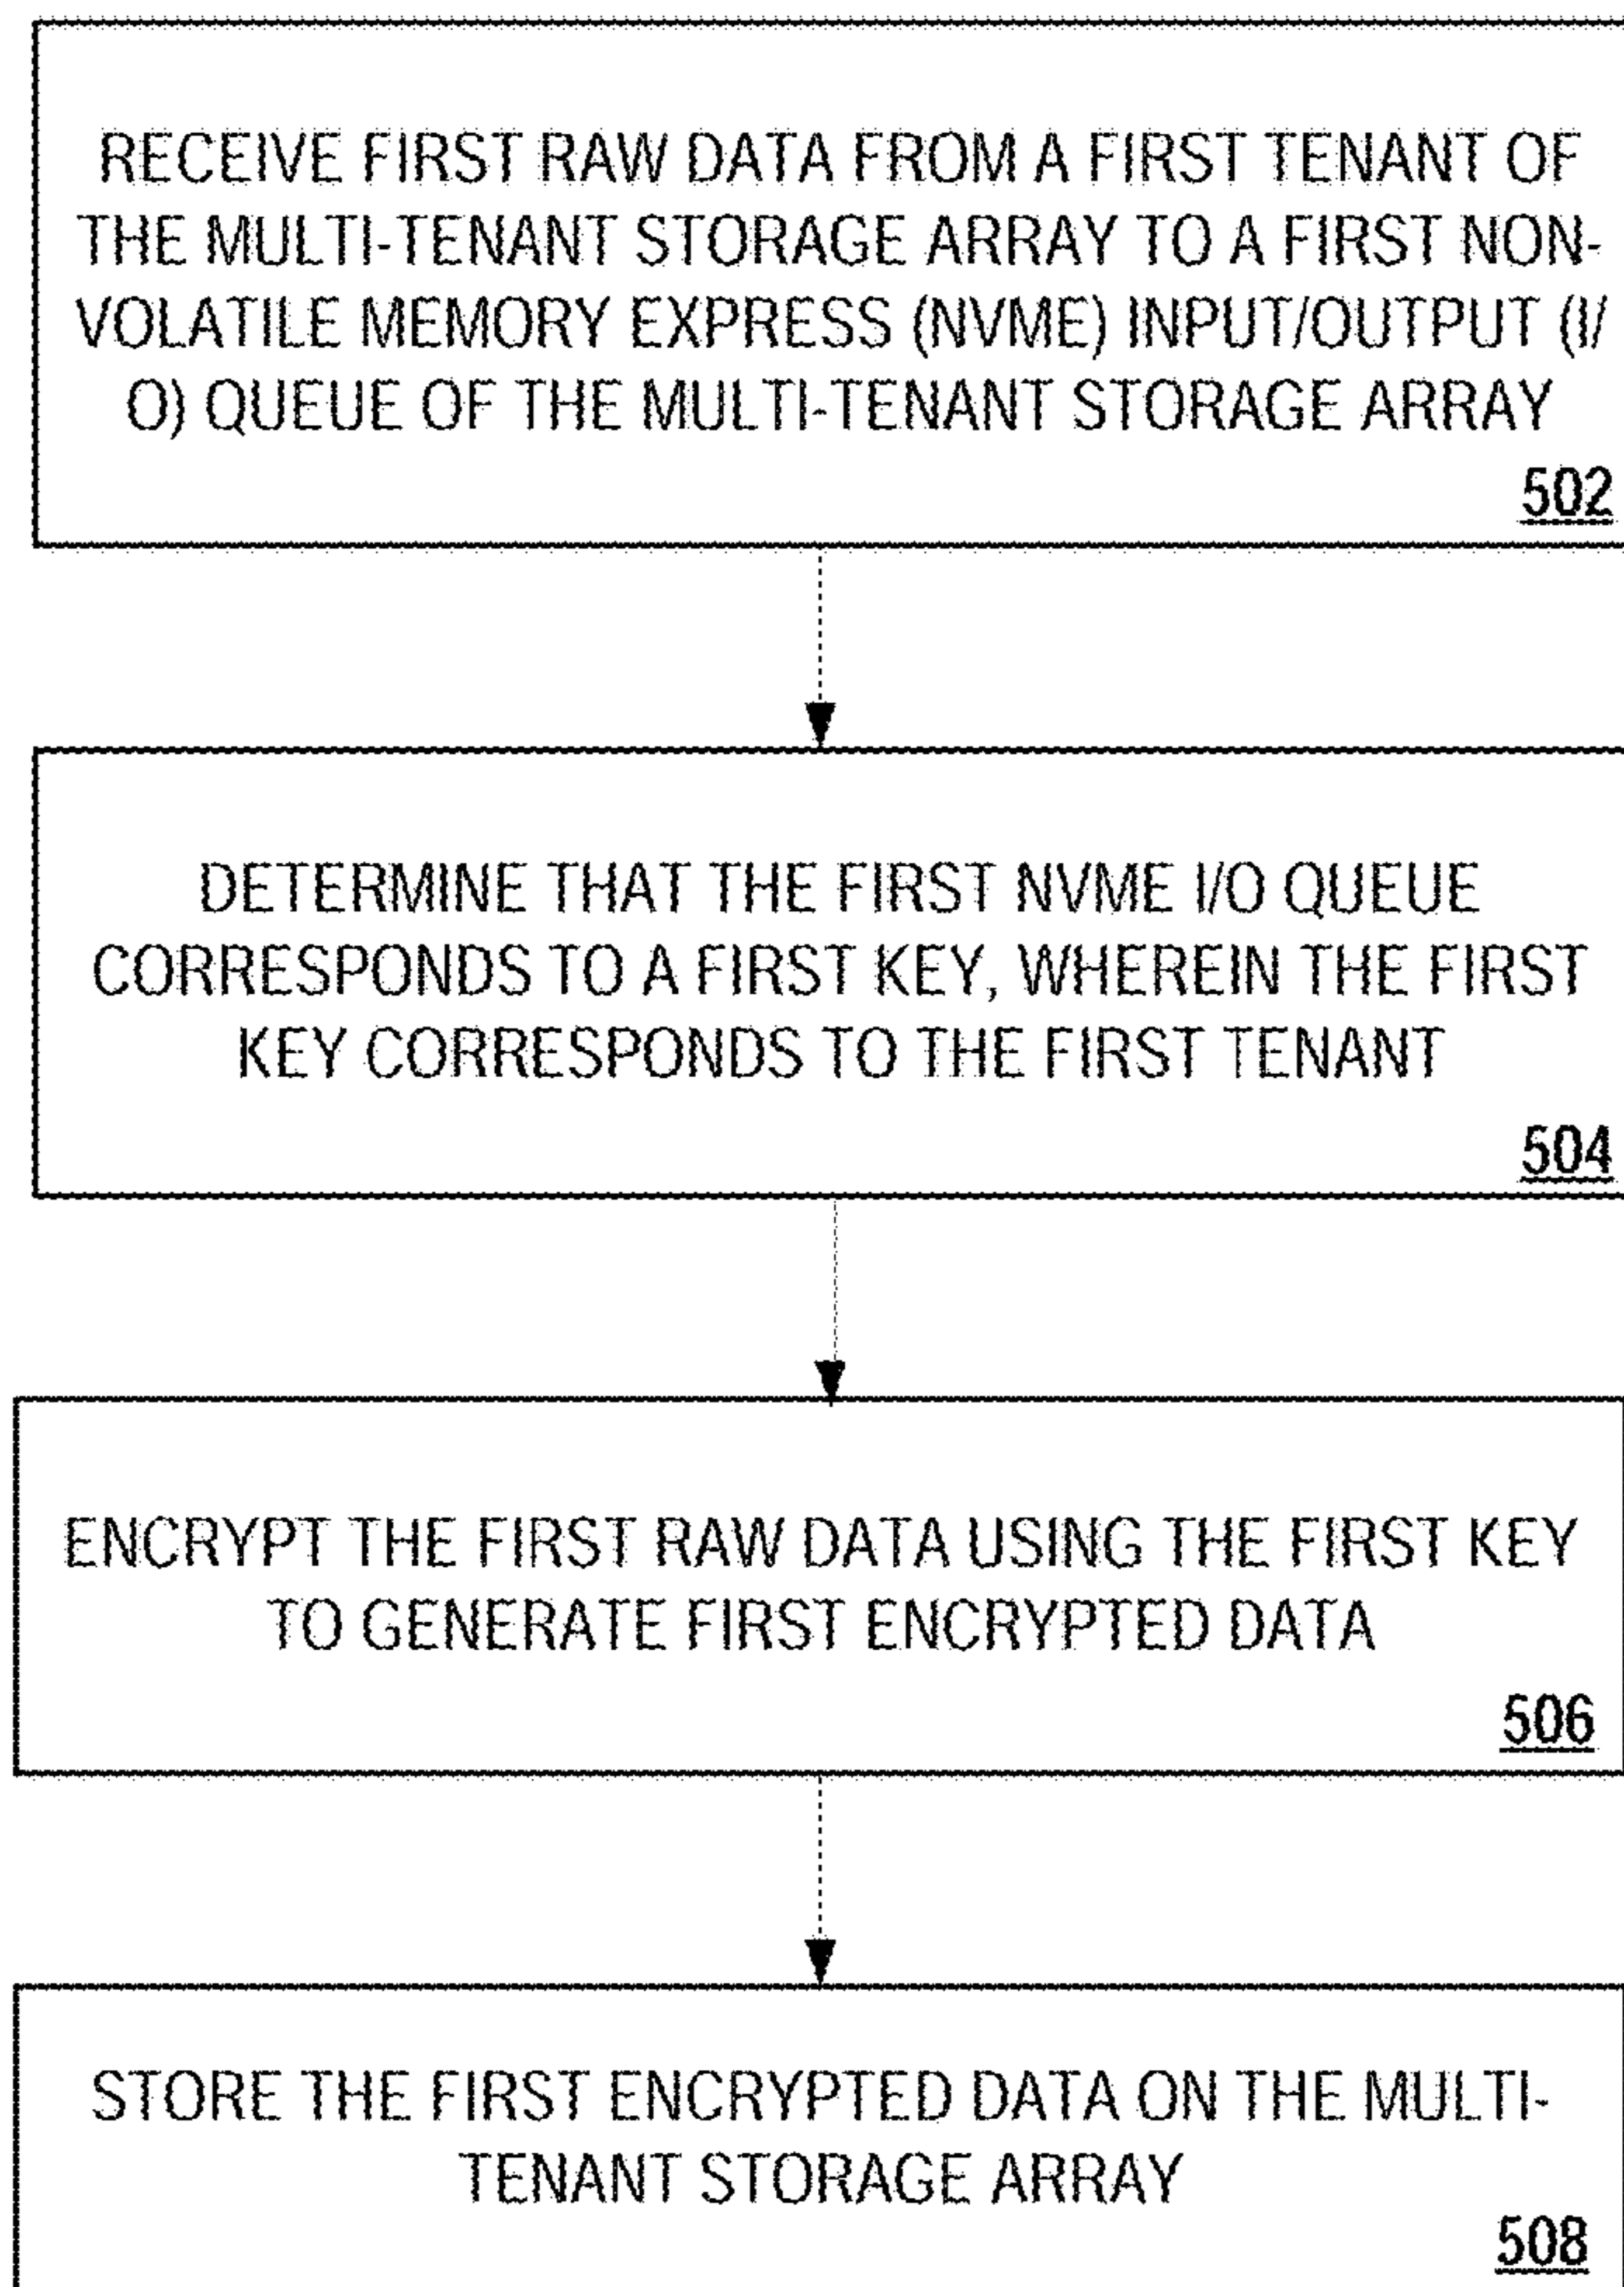 RECEIVE FIRST RAW DATA FROM A FIRST TENANT OF
THE MULTI-TENANT STORAGE ARRAY TO A FIRST NON-
VOLATILE MEMORY EXPRESS (NVME) INPUT/OUTPUT (I/
O) QUEUE OF THE MULTI-TENANT STORAGE ARRAY
502
DETERMINE THAT THE FIRST NVME I/O QUEUE
CORRESPONDS TO A FIRST KEY, WHEREIN THE FIRST
KEY CORRESPONDS TO THE FIRST TENANT
504
ENCRYPT THE FIRST RAW DATA USING THE FIRST KEY
TO GENERATE FIRST ENCRYPTED DATA
506
STORE THE FIRST ENCRYPTED DATA ON THE MULTI-
TENANT STORAGE ARRAY
508